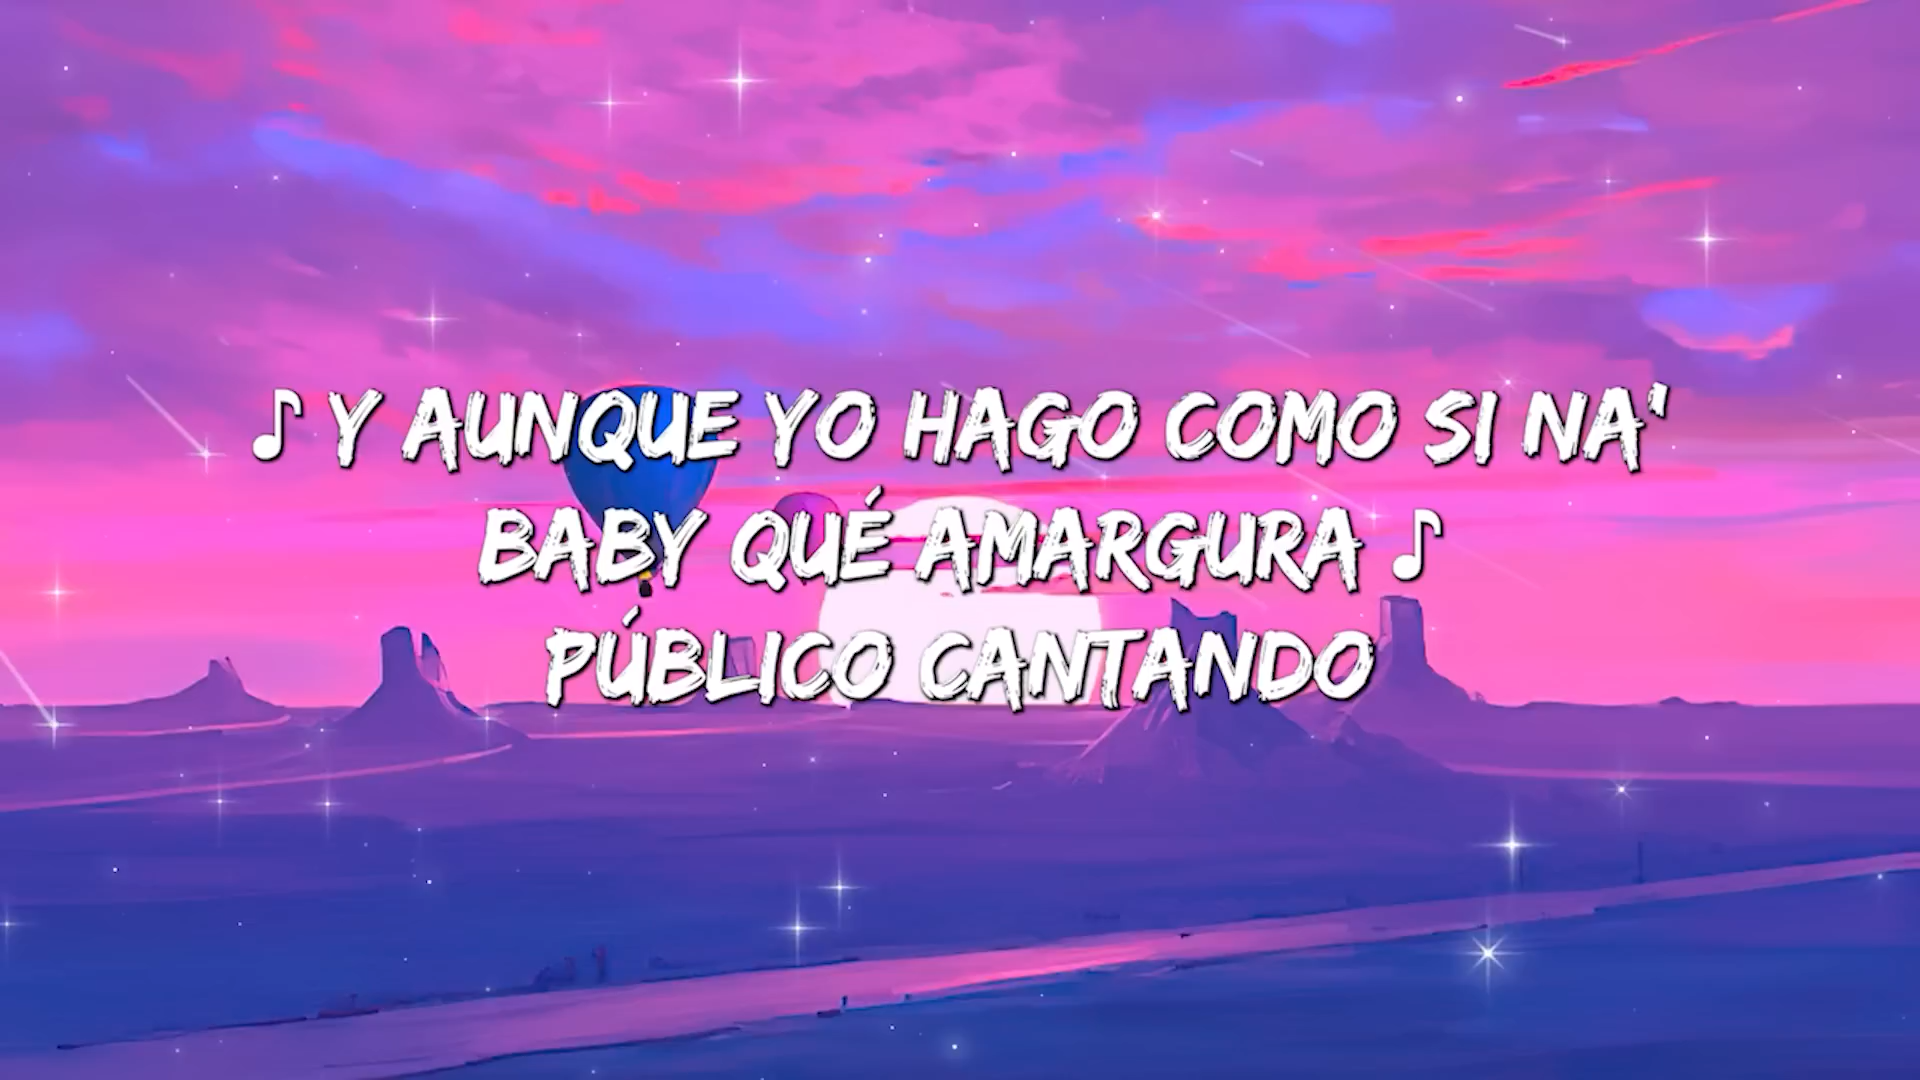 ♪ Y AUNQUE YO HAGO COMO SI NA'
BABY QUÉ AMARGURA ♪
PÚBLICO CANTANDO